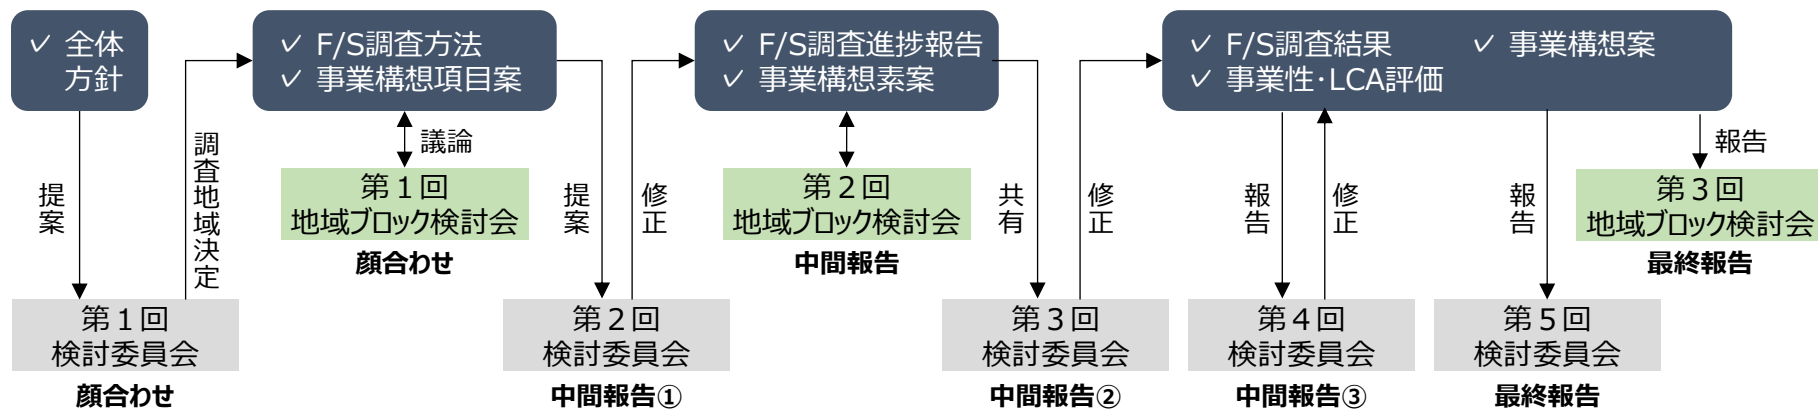 ✓ 全体
方針
✓ F/S調査方法
✓ 事業構想項目案
✓ F/S調査進捗報告
✓ 事業構想素案
✓ F/S調査結果
✓ 事業性・LCA評価
✓ 事業構想案
提案
調査地域決定
議論
第１回
地域ブロック検討会
顔合わせ
提案
修正
第２回
地域ブロック検討会
中間報告
共有
修正
報告
修正
報告
報告
第３回
地域ブロック検討会
最終報告
第１回
検討委員会
顔合わせ
第２回
検討委員会
中間報告①
第３回
検討委員会
中間報告②
第４回
検討委員会
中間報告③
第５回
検討委員会
最終報告